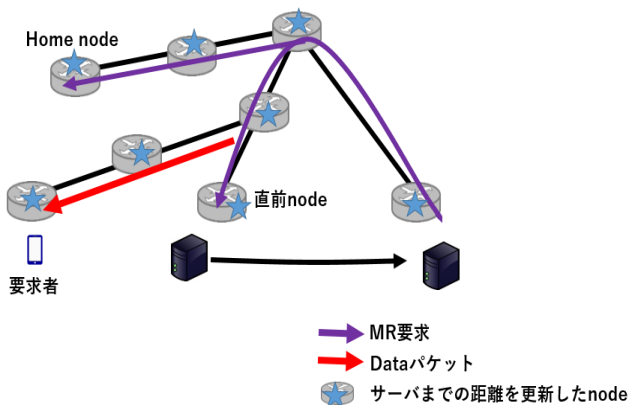 Home node
直前node
要求者
MR要求
Dataパケット
サーバまでの距離を更新したnode